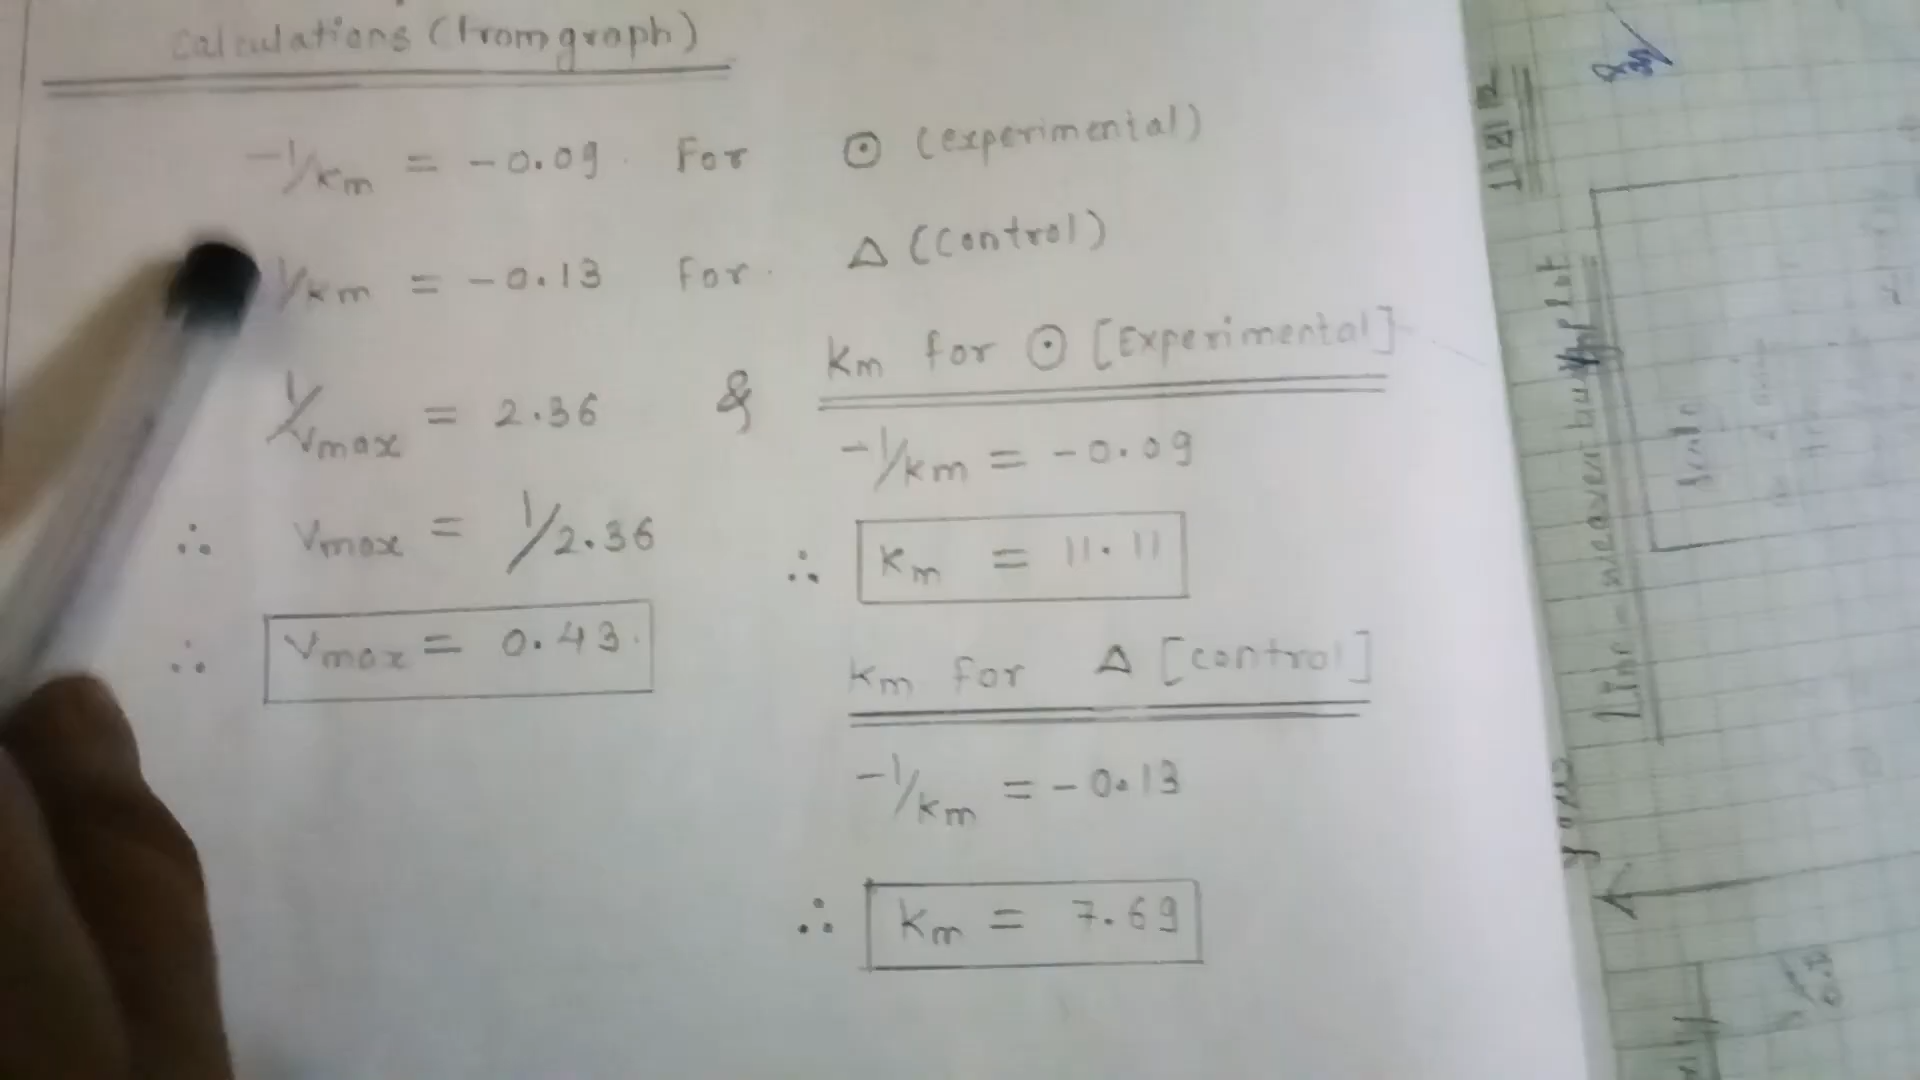 Calculations (from graph)
-1/km = -0.09 For ⊙ (experimental)
1/km = -0.13 For Δ (Control)
1/Vmax = 2.36 &
∴ Vmax = 1/2.36
∴ Vmax = 0.43
km for ⊙ [Experimental]
-1/km = -0.09
∴ km = 11.11
km for Δ [control]
-1/km = -0.13
∴ km = 7.69
Scale